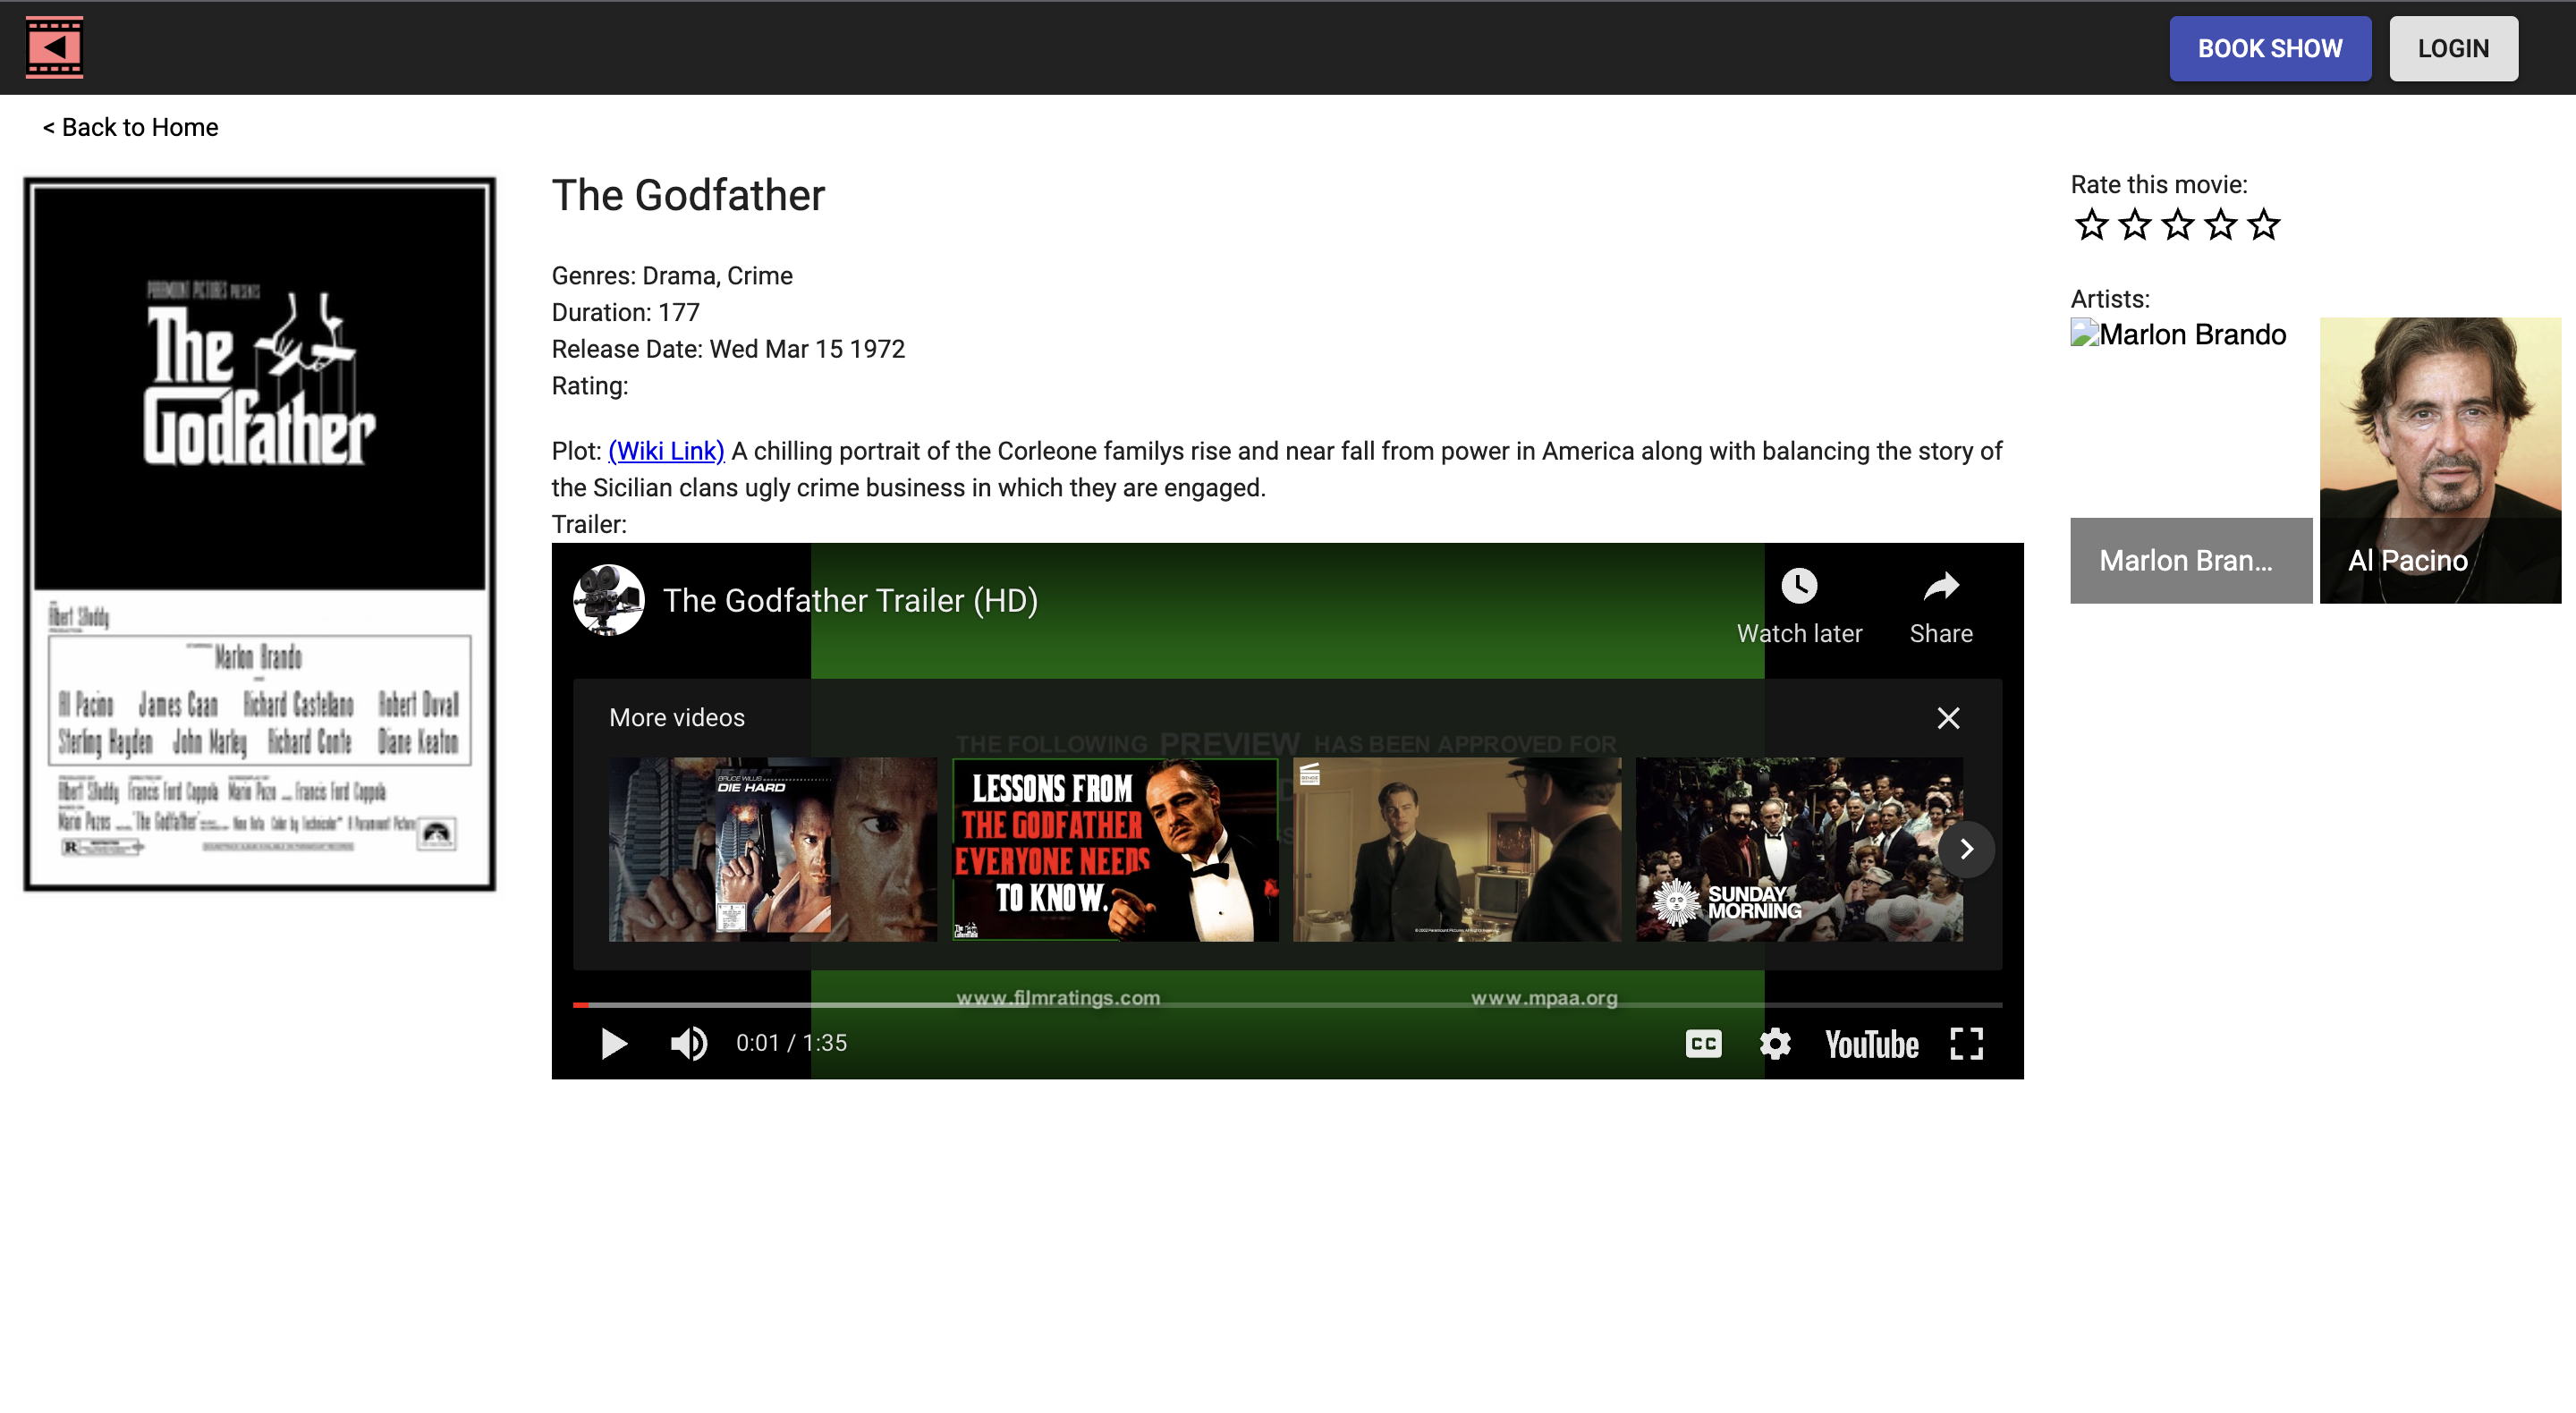 BOOK SHOW
LOGIN
< Back to Home
PARAMOUNT PICTURES PRESENTS
The
Godfather
Albert S. Ruddy
Marlon Brando
Al Pacino James Caan Richard Castellano Robert Duvall
Sterling Hayden John Marley Richard Conte Diane Keaton
Albert S. Ruddy Francis Ford Coppola Mario Puzo Francis Ford Coppola
"The Godfather" Nino Rota Color by Technicolor A Paramount Picture
R
The Godfather
Genres: Drama, Crime
Duration: 177
Release Date: Wed Mar 15 1972
Rating:
Plot: (Wiki Link) A chilling portrait of the Corleone familys rise and near fall from power in America along with balancing the story of
the Sicilian clans ugly crime business in which they are engaged.
Trailer:
The Godfather Trailer (HD)
Watch later
Share
More videos
THE FOLLOWING PREVIEW HAS BEEN APPROVED FOR
BRUCE WILLIS
DIE HARD
LESSONS FROM
THE GODFATHER
EVERYONE NEEDS
TO KNOW.
SUNDAY
MORNING
www.filmratings.com
www.mpaa.org
0:01 / 1:35
CC
YouTube
Rate this movie:
Artists:
Marlon Brando
Marlon Bran...
Al Pacino